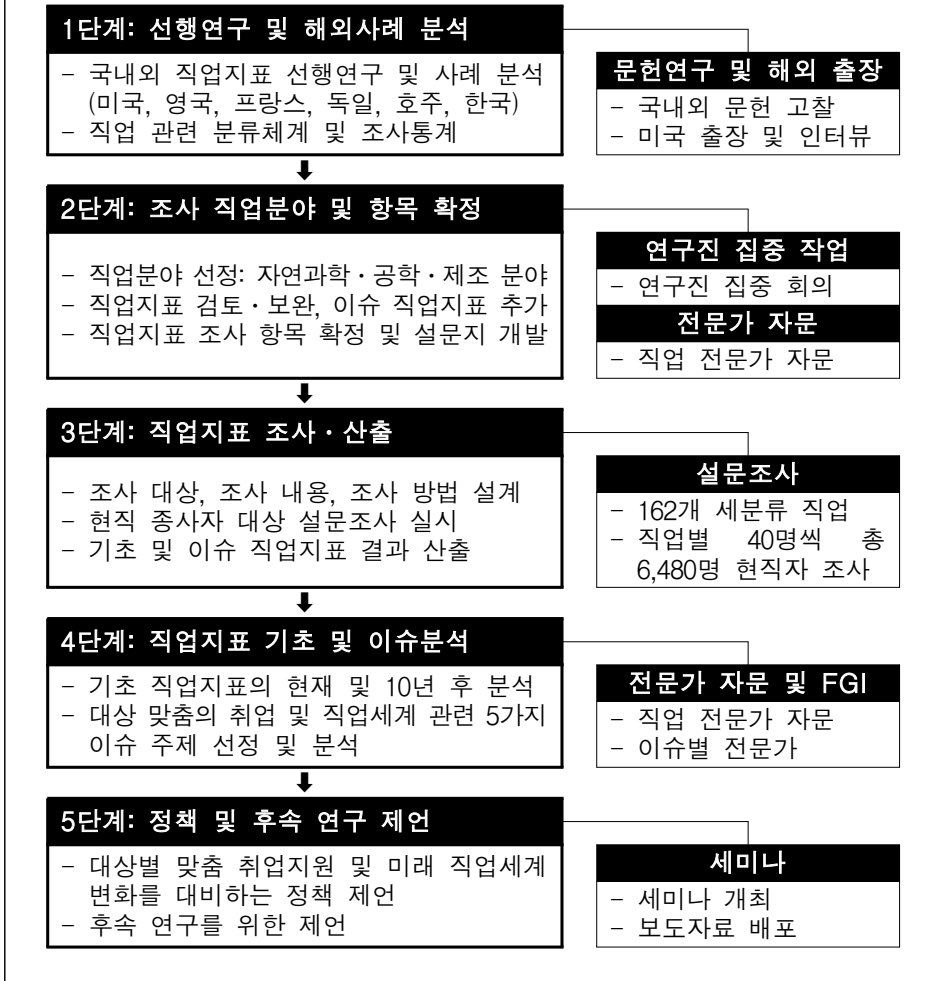 1단계: 선행연구 및 해외사례 분석
- 국내외 직업지표 선행연구 및 사례 분석
(미국, 영국, 프랑스, 독일, 호주, 한국)
- 직업 관련 분류체계 및 조사통계
문헌연구 및 해외 출장
- 국내외 문헌 고찰
- 미국 출장 및 인터뷰
⬇
2단계: 조사 직업분야 및 항목 확정
- 직업분야 선정: 자연과학·공학·제조 분야
- 직업지표 검토·보완, 이슈 직업지표 추가
- 직업지표 조사 항목 확정 및 설문지 개발
연구진 집중 작업
- 연구진 집중 회의
전문가 자문
- 직업 전문가 자문
⬇
3단계: 직업지표 조사·산출
- 조사 대상, 조사 내용, 조사 방법 설계
- 현직 종사자 대상 설문조사 실시
- 기초 및 이슈 직업지표 결과 산출
설문조사
- 162개 세분류 직업
- 직업별 40명씩 총
6,480명 현직자 조사
⬇
4단계: 직업지표 기초 및 이슈분석
- 기초 직업지표의 현재 및 10년 후 분석
- 대상 맞춤의 취업 및 직업세계 관련 5가지
이슈 주제 선정 및 분석
전문가 자문 및 FGI
- 직업 전문가 자문
- 이슈별 전문가
⬇
5단계: 정책 및 후속 연구 제언
- 대상별 맞춤 취업지원 및 미래 직업세계
변화를 대비하는 정책 제언
- 후속 연구를 위한 제언
세미나
- 세미나 개최
- 보도자료 배포